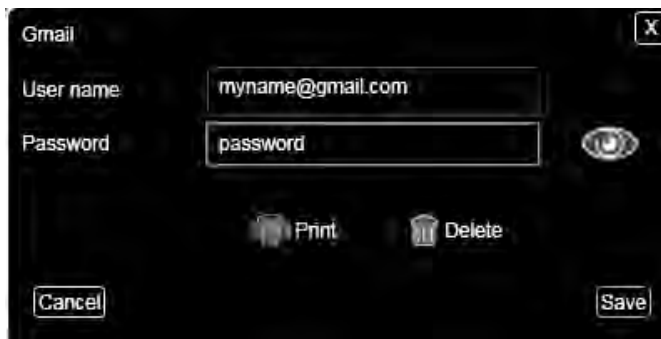 Gmail X
User name myname@gmail.com
Password password
Print Delete
Cancel Save